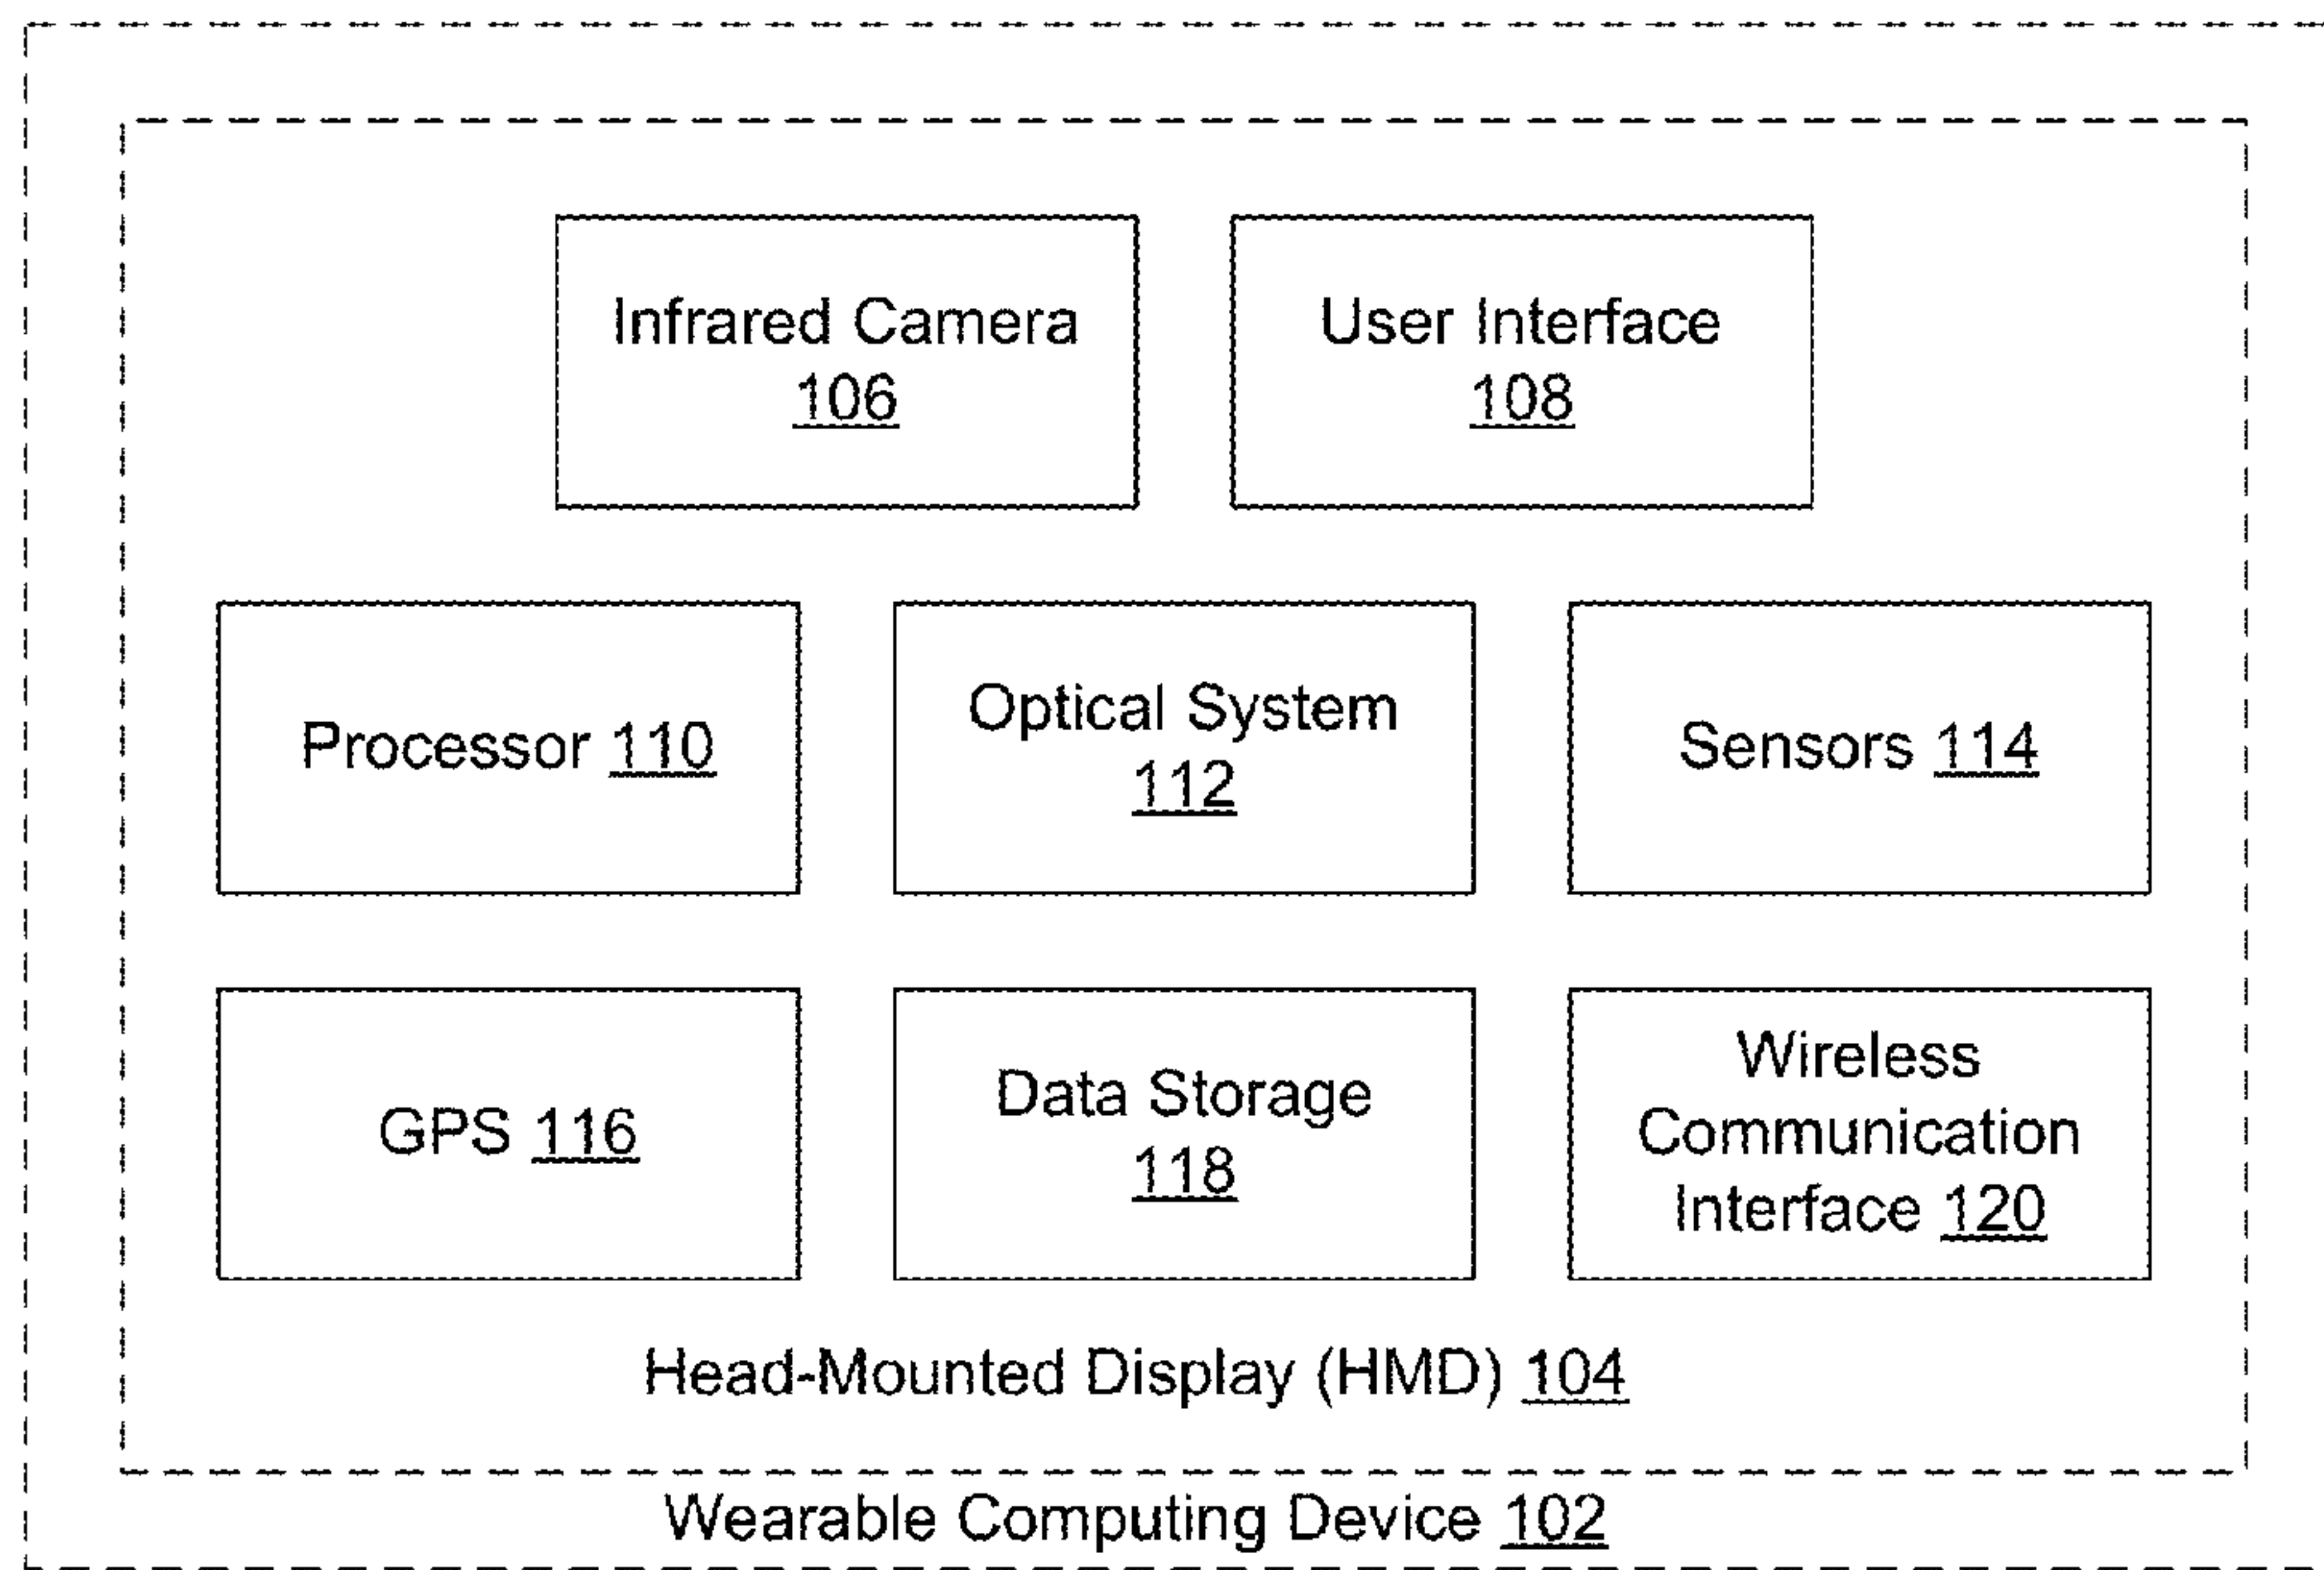 Infrared Camera
106
User Interface
108
Processor 110
Optical System
112
Sensors 114
GPS 116
Data Storage
118
Wireless
Communication
Interface 120
Head-Mounted Display (HMD) 104
Wearable Computing Device 102